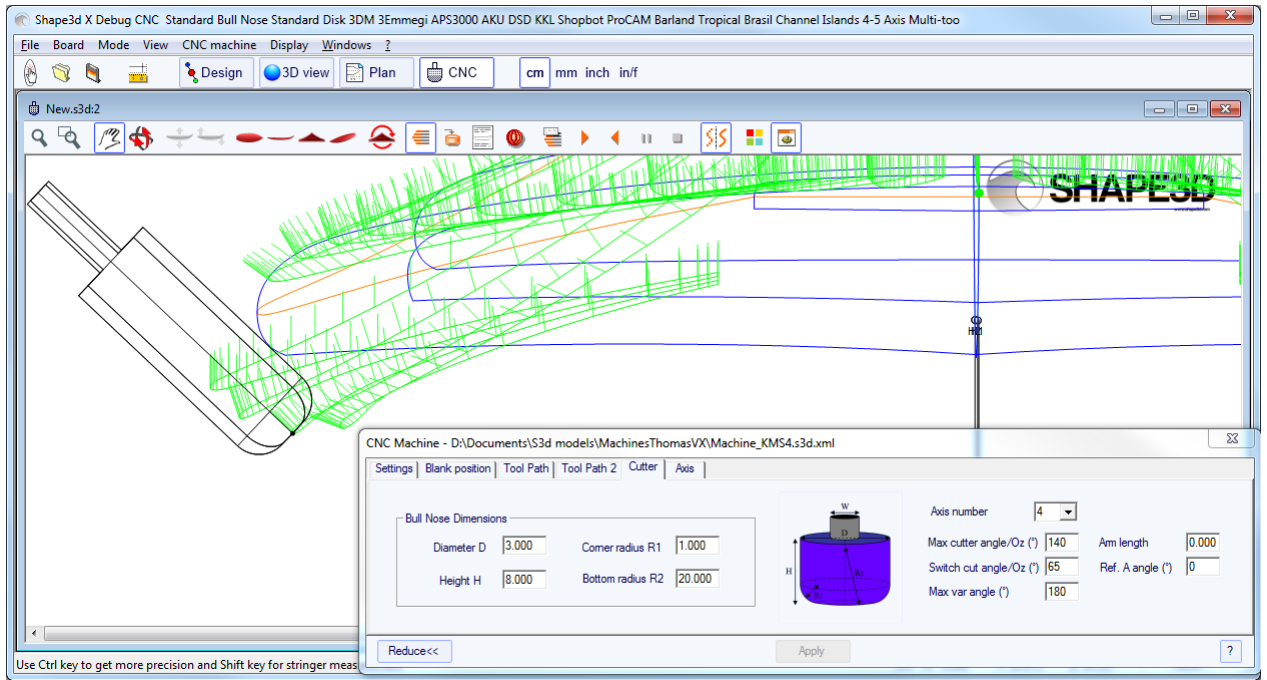 Shape3d X Debug CNC Standard Bull Nose Standard Disk 3DM 3Emmegi APS3000 AKU DSD KKL Shopbot ProCAM Barland Tropical Brasil Channel Islands 4-5 Axis Multi-too
File Board Mode View CNC machine Display Windows ?
Design 3D view Plan CNC cm mm inch in/f
New.s3d:2
SHAPE3D
CNC Machine - D:\Documents\S3d models\MachinesThomasVX\Machine_KMS4.s3d.xml
Settings Blank position Tool Path Tool Path 2 Cutter Axis
Bull Nose Dimensions
Diameter D 3.000 Corner radius R1 1.000
Height H 8.000 Bottom radius R2 20.000
W
D
H
R2
R1
Axis number 4
Max cutter angle/Oz (°) 140 Arm length 0.000
Switch cut angle/Oz (°) 65 Ref. A angle (°) 0
Max var angle (°) 180
Reduce<< Apply ?
Use Ctrl key to get more precision and Shift key for stringer meas